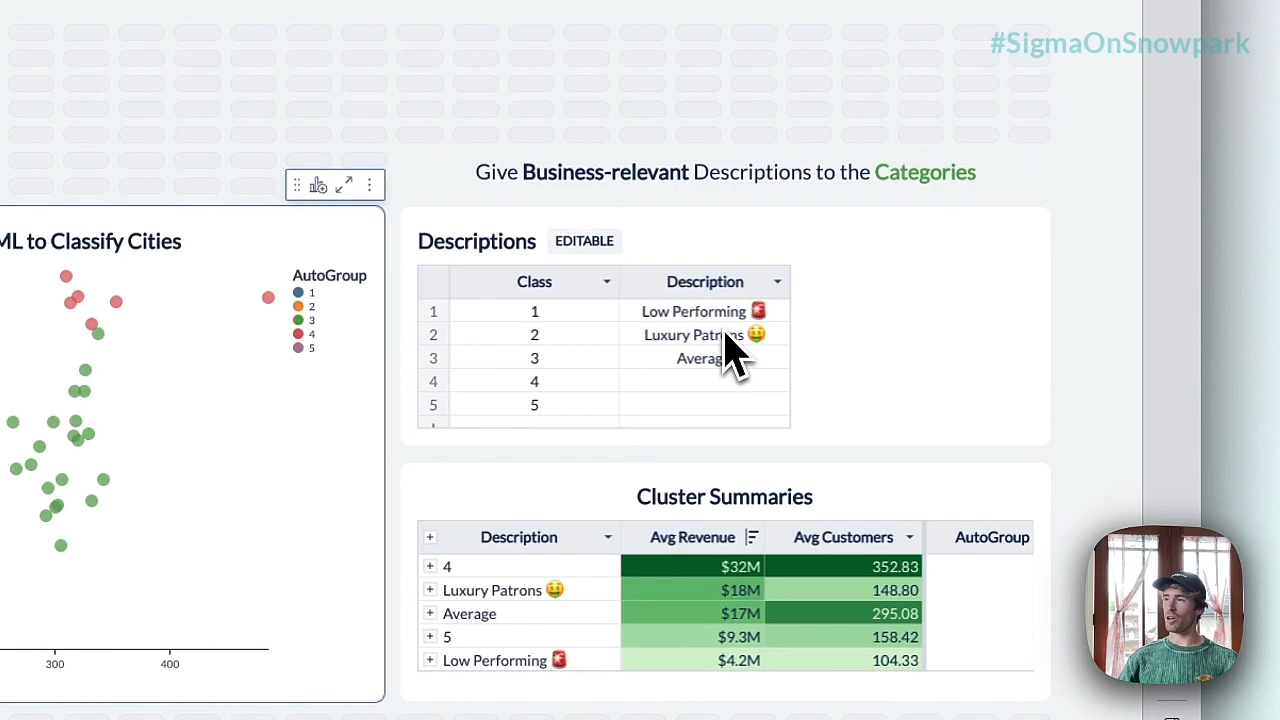 #SigmaOnSnowpark
Give Business-relevant Descriptions to the Categories
ML to Classify Cities
AutoGroup
1
2
3
4
5
300
400
Descriptions EDITABLE
Class Description
1 1 Low Performing 🚨
2 2 Luxury Patrons 🤑
3 3 Average
4 4
5 5
Cluster Summaries
Description Avg Revenue Avg Customers AutoGroup
4 $32M 352.83
Luxury Patrons 🤑 $18M 148.80
Average $17M 295.08
5 $9.3M 158.42
Low Performing 🚨 $4.2M 104.33